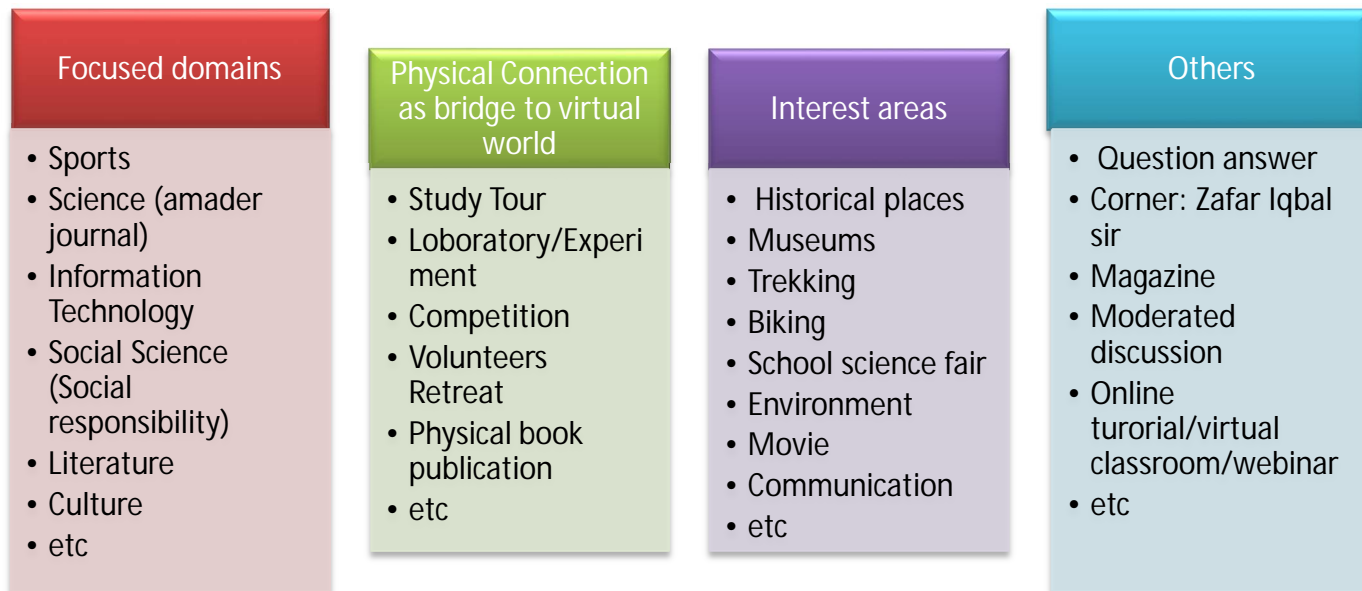 Focused domains
• Sports
• Science (amader
journal)
• Information
Technology
• Social Science
(Social
responsibility)
• Literature
• Culture
• etc
Physical Connection
as bridge to virtual
world
• Study Tour
• Loboratory/Experi
ment
• Competition
• Volunteers
Retreat
• Physical book
publication
• etc
Interest areas
• Historical places
• Museums
• Trekking
• Biking
• School science fair
• Environment
• Movie
• Communication
• etc
Others
• Question answer
• Corner: Zafar Iqbal
sir
• Magazine
• Moderated
discussion
• Online
turorial/virtual
classroom/webinar
• etc